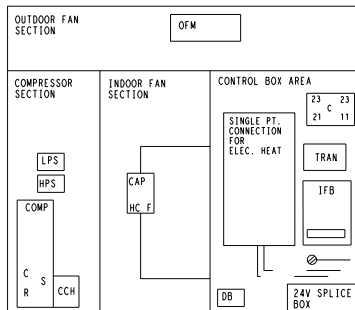 OUTDOOR FAN
SECTION
OFM
COMPRESSOR
SECTION
LPS
HPS
COMP
C
S
R
CCH
INDOOR FAN
SECTION
CAP
HC F
CONTROL BOX AREA
SINGLE PT.
CONNECTION
FOR
ELEC. HEAT
23 23
C
21 11
TRAN
IFB
DB
24V SPLICE
BOX